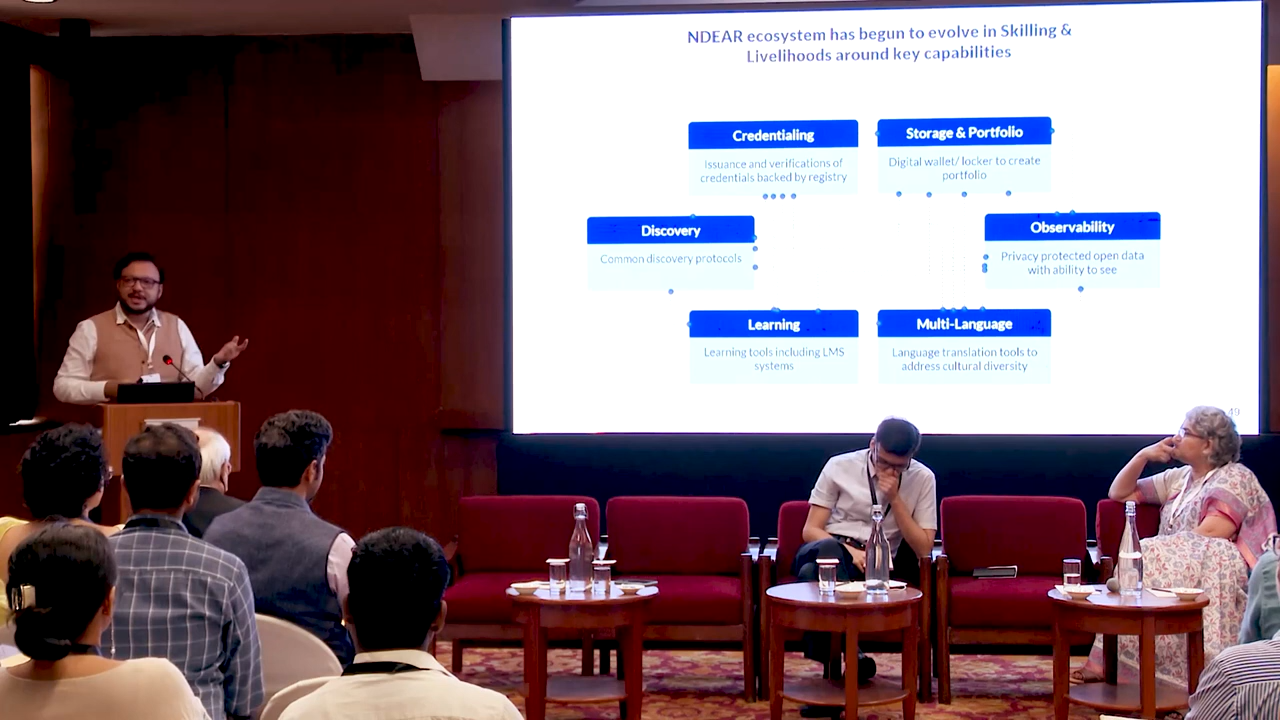 NDEAR ecosystem has begun to evolve in Skilling &
Livelihoods around key capabilities
Credentialing
Issuance and verifications of
credentials backed by registry
Storage & Portfolio
Digital wallet/ locker to create
portfolio
Discovery
Common discovery protocols
Observability
Privacy protected open data
with ability to see
Learning
Learning tools including LMS
systems
Multi-Language
Language translation tools to
address cultural diversity
49